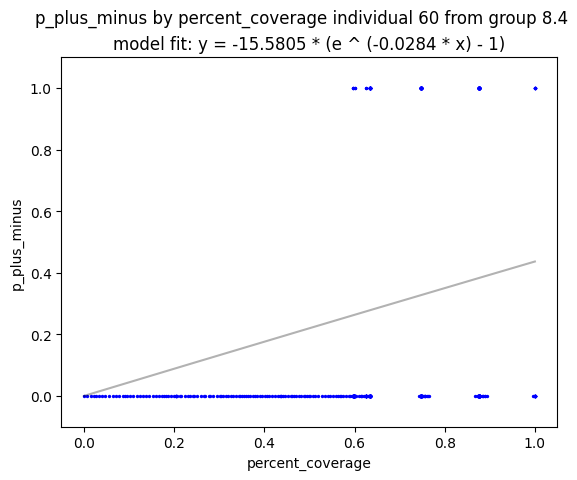 p_plus_minus by percent_coverage individual 60 from group 8.4
model fit: y = -15.5805 * (e ^ (-0.0284 * x) - 1)
1.0
0.8
0.6
0.4
0.2
0.0
p_plus_minus
0.0 0.2 0.4 0.6 0.8 1.0
percent_coverage